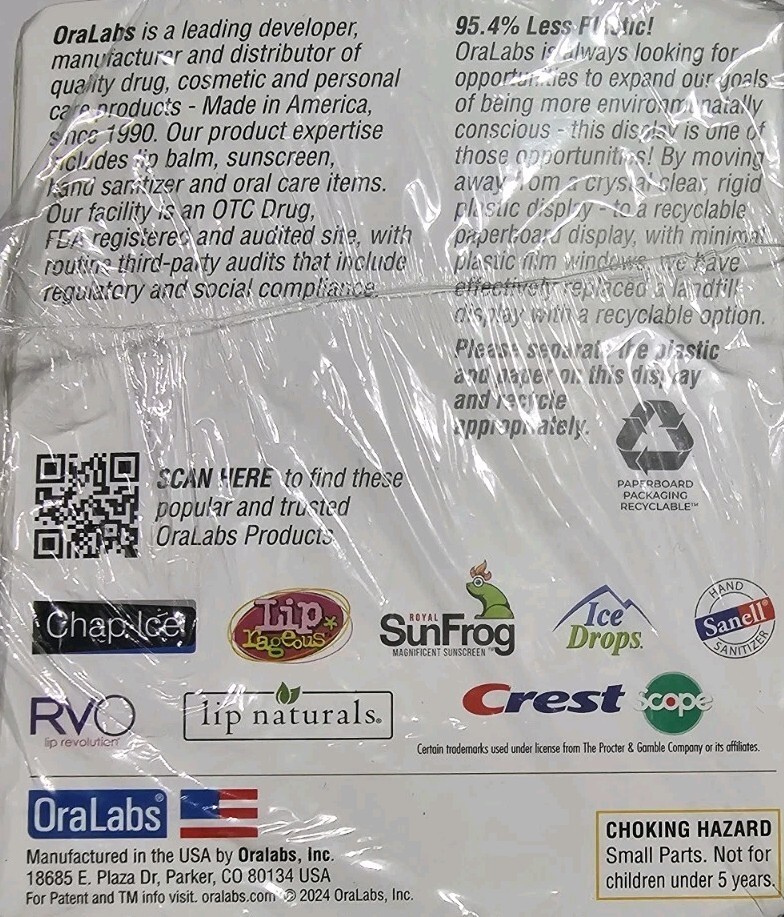 OraLabs is a leading developer,
manufacturer and distributor of
quality drug, cosmetic and personal
care products - Made in America,
since 1990. Our product expertise
includes lip balm, sunscreen,
hand sanitizer and oral care items.
Our facility is an OTC Drug,
FDA registered and audited site, with
routine third-party audits that include
regulatory and social compliance.
95.4% Less Plastic!
OraLabs is always looking for
opportunities to expand our goals
of being more environmenatally
conscious - this display is one of
those opportunities! By moving
away from a crystal clear, rigid
plastic display - to a recyclable
paperboard display, with minimal
plastic film windows, we have
effectively replaced a landfill
display with a recyclable option.
Please separate the plastic
and paper on this display
and recycle
appropriately.
PAPERBOARD
PACKAGING
RECYCLABLE™
SCAN HERE to find these
popular and trusted
OraLabs Products
Chap·Ice
Lip
rageous
ROYAL
SunFrog
MAGNIFICENT SUNSCREEN™
Ice
Drops.
HAND
Sanell®
SANITIZER
RVO
lip revolution
lip naturals®
Crest Scope
Certain trademarks used under license from The Procter & Gamble Company or its affiliates.
OraLabs®
Manufactured in the USA by Oralabs, Inc.
18685 E. Plaza Dr, Parker, CO 80134 USA
For Patent and TM info visit. oralabs.com © 2024 OraLabs, Inc.
CHOKING HAZARD
Small Parts. Not for
children under 5 years.